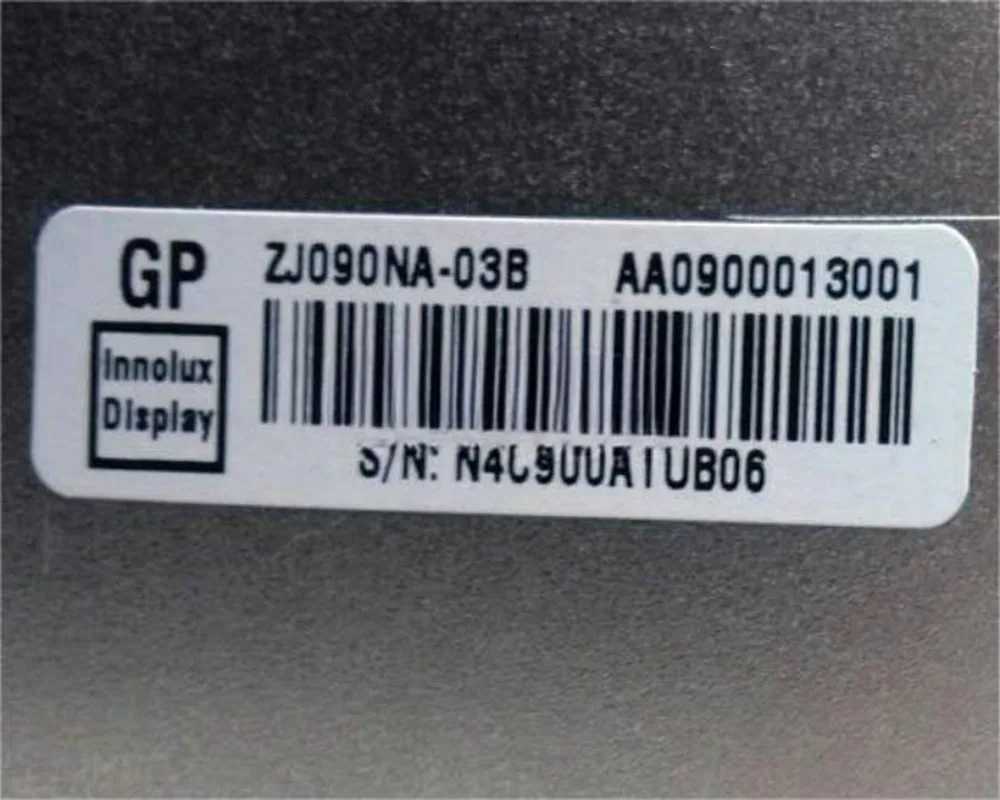 GP
ZJ090NA-03B AA0900013001
Innolux
Display
S/N: